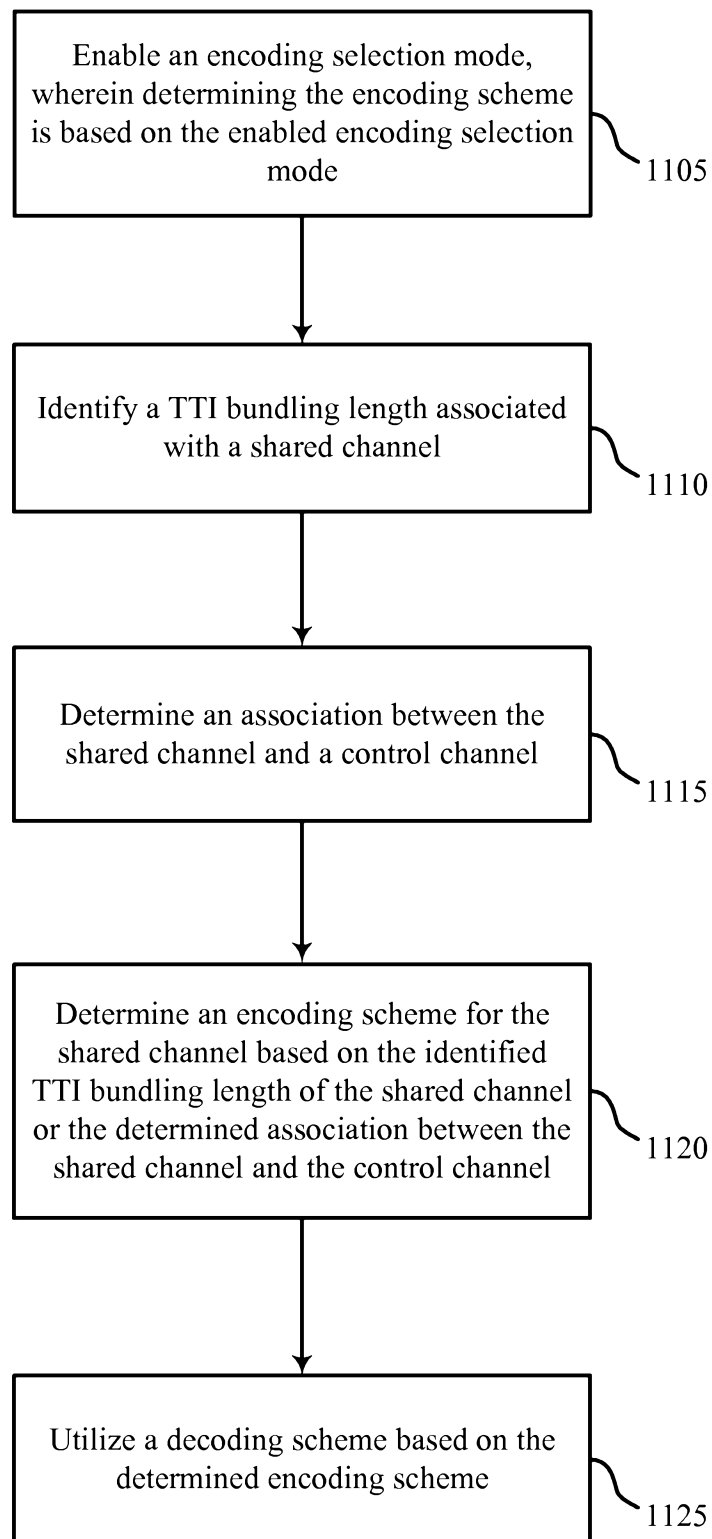 Enable an encoding selection mode,
wherein determining the encoding scheme
is based on the enabled encoding selection
mode
1105
Identify a TTI bundling length associated
with a shared channel
1110
Determine an association between the
shared channel and a control channel
1115
Determine an encoding scheme for the
shared channel based on the identified
TTI bundling length of the shared channel
or the determined association between the
shared channel and the control channel
1120
Utilize a decoding scheme based on the
determined encoding scheme
1125